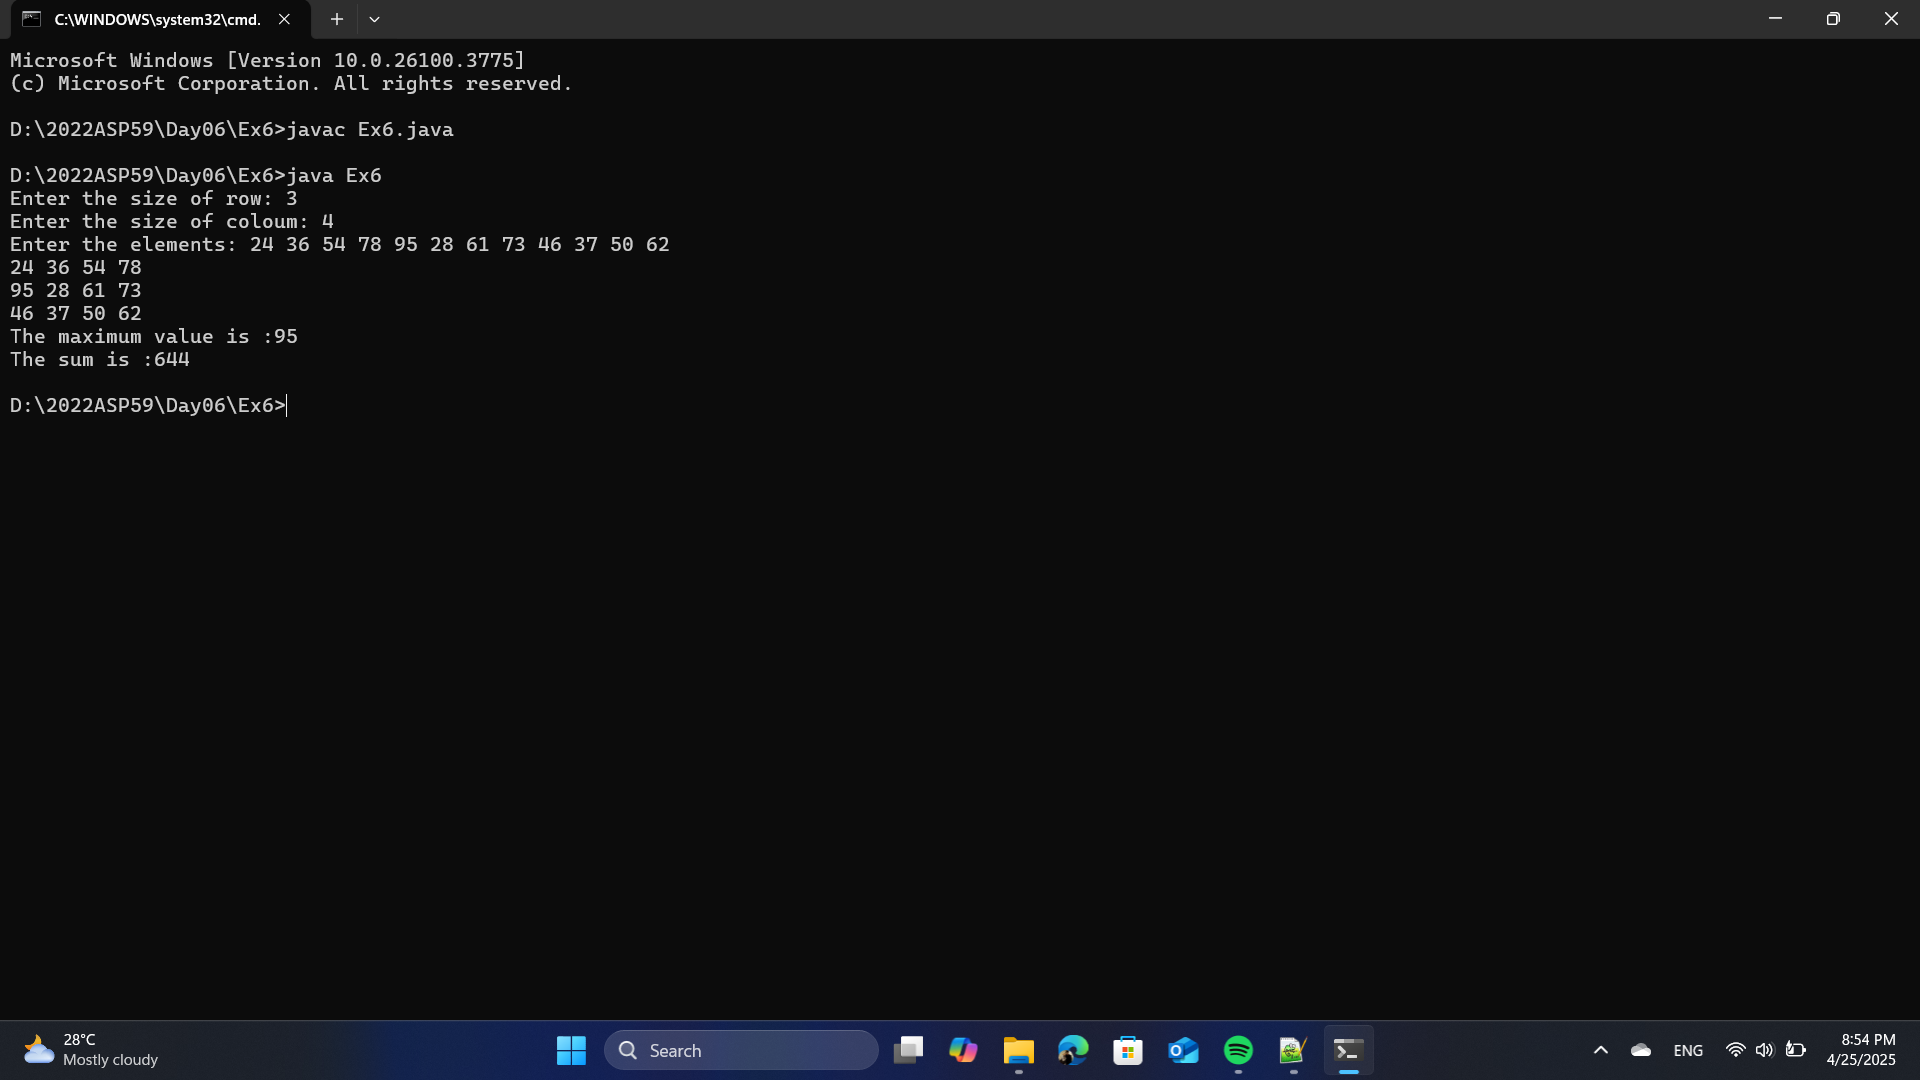 C:\WINDOWS\system32\cmd.
Microsoft Windows [Version 10.0.26100.3775]
(c) Microsoft Corporation. All rights reserved.
D:\2022ASP59\Day06\Ex6>javac Ex6.java
D:\2022ASP59\Day06\Ex6>java Ex6
Enter the size of row: 3
Enter the size of coloum: 4
Enter the elements: 24 36 54 78 95 28 61 73 46 37 50 62
24 36 54 78
95 28 61 73
46 37 50 62
The maximum value is :95
The sum is :644
D:\2022ASP59\Day06\Ex6>
28°C
Mostly cloudy
Search
ENG
8:54 PM
4/25/2025